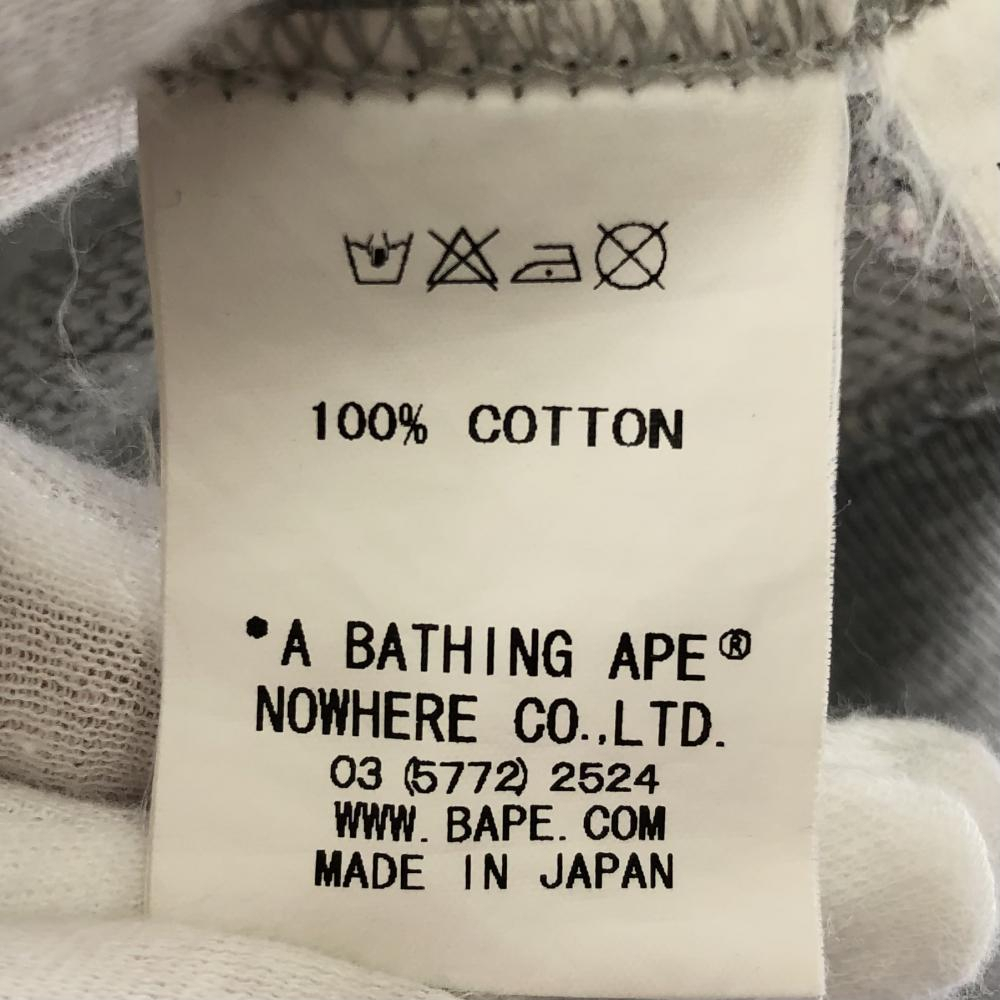 100% COTTON
•A BATHING APE®
NOWHERE CO.,LTD.
03 (5772) 2524
WWW. BAPE. COM
MADE IN JAPAN